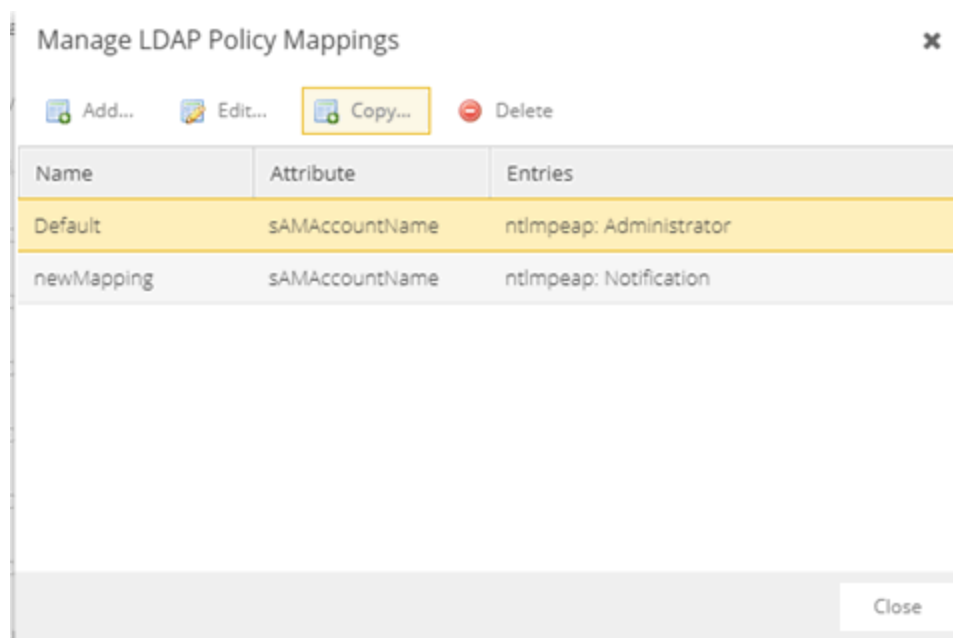 Manage LDAP Policy Mappings
Add... Edit... Copy... Delete
Name Attribute Entries
Default sAMAccountName ntlmpeap: Administrator
newMapping sAMAccountName ntlmpeap: Notification
Close